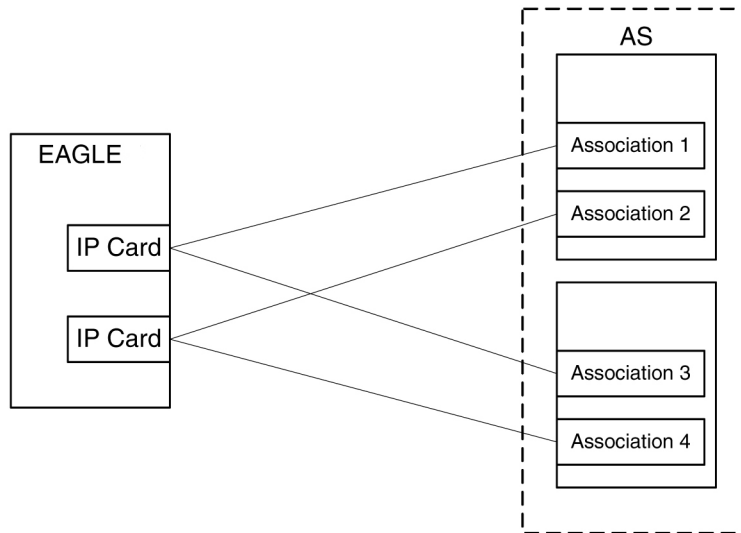 AS
EAGLE
Association 1
Association 2
IP Card
IP Card
Association 3
Association 4